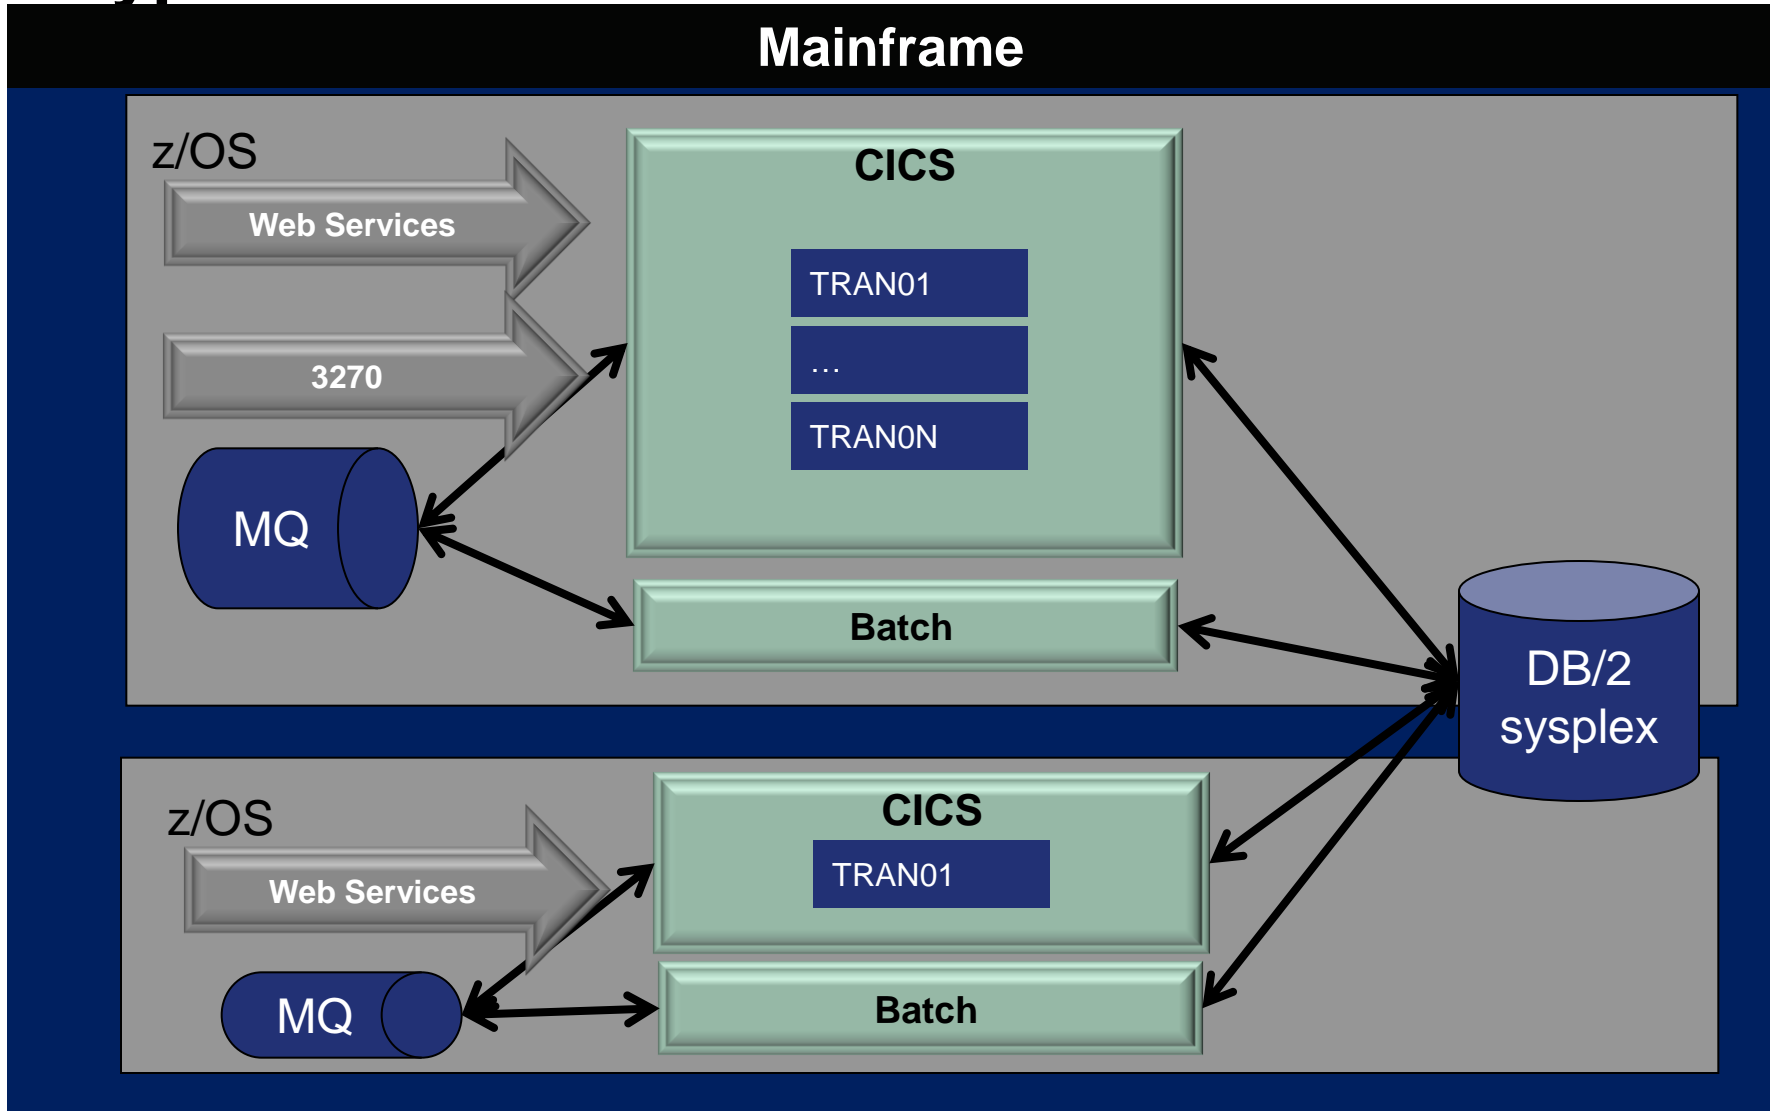 Mainframe
z/OS
Web Services
3270
MQ
CICS
TRAN01
...
TRAN0N
Batch
DB/2
sysplex
z/OS
Web Services
MQ
CICS
TRAN01
Batch